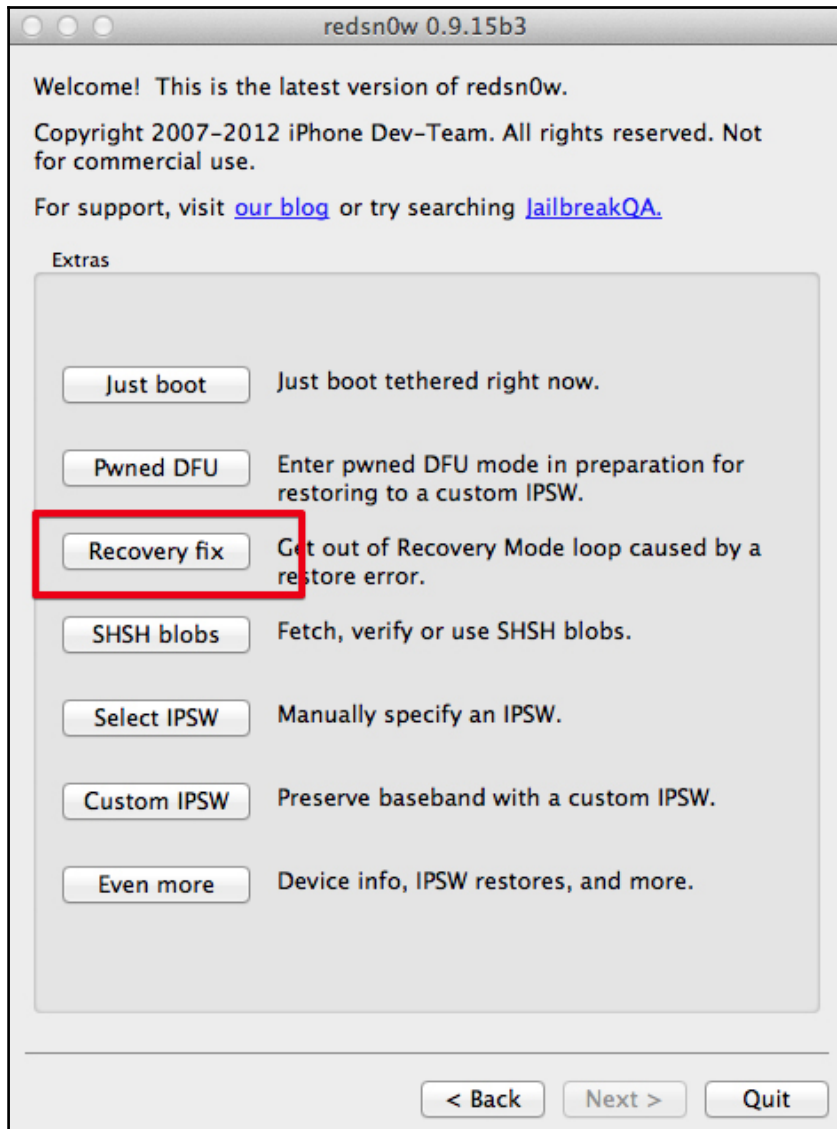 redsn0w 0.9.15b3
Welcome! This is the latest version of redsn0w.
Copyright 2007-2012 iPhone Dev-Team. All rights reserved. Not
for commercial use.
For support, visit our blog or try searching JailbreakQA.
Extras
Just boot Just boot tethered right now.
Pwned DFU Enter pwned DFU mode in preparation for
restoring to a custom IPSW.
Recovery fix Get out of Recovery Mode loop caused by a
restore error.
SHSH blobs Fetch, verify or use SHSH blobs.
Select IPSW Manually specify an IPSW.
Custom IPSW Preserve baseband with a custom IPSW.
Even more Device info, IPSW restores, and more.
< Back Next > Quit